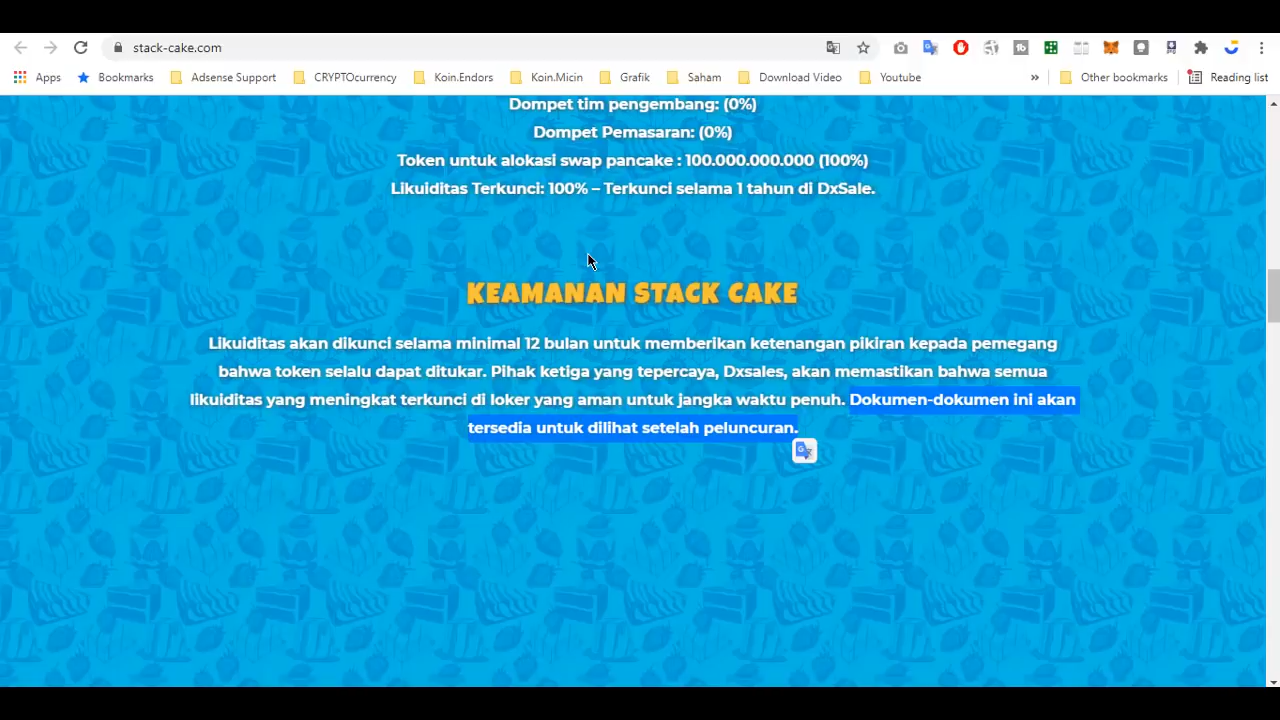 stack-cake.com
Apps Bookmarks Adsense Support CRYPTOcurrency Koin.Endors Koin.Micin Grafik Saham Download Video Youtube » Other bookmarks Reading list
Dompet tim pengembang: (0%)
Dompet Pemasaran: (0%)
Token untuk alokasi swap pancake : 100.000.000.000 (100%)
Likuiditas Terkunci: 100% – Terkunci selama 1 tahun di DxSale.
KEAMANAN STACK CAKE
Likuiditas akan dikunci selama minimal 12 bulan untuk memberikan ketenangan pikiran kepada pemegang
bahwa token selalu dapat ditukar. Pihak ketiga yang tepercaya, Dxsales, akan memastikan bahwa semua
likuiditas yang meningkat terkunci di loker yang aman untuk jangka waktu penuh. Dokumen-dokumen ini akan
tersedia untuk dilihat setelah peluncuran.